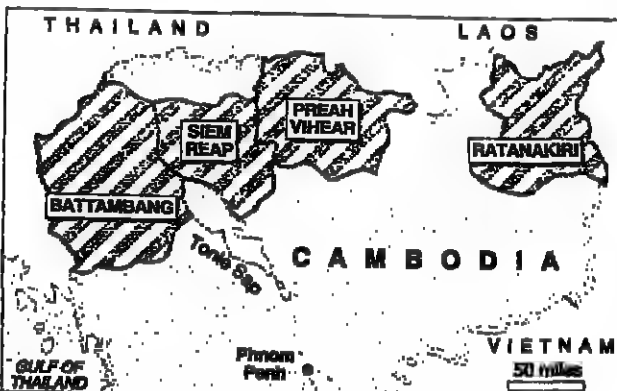 THAILAND
LAOS
PREAH
VIHEAR
SIEM
REAP
RATANAKIRI
BATTAMBANG
Tonle Sap
CAMBODIA
VIETNAM
GULF OF
THAILAND
Phnom
Penh
50 miles